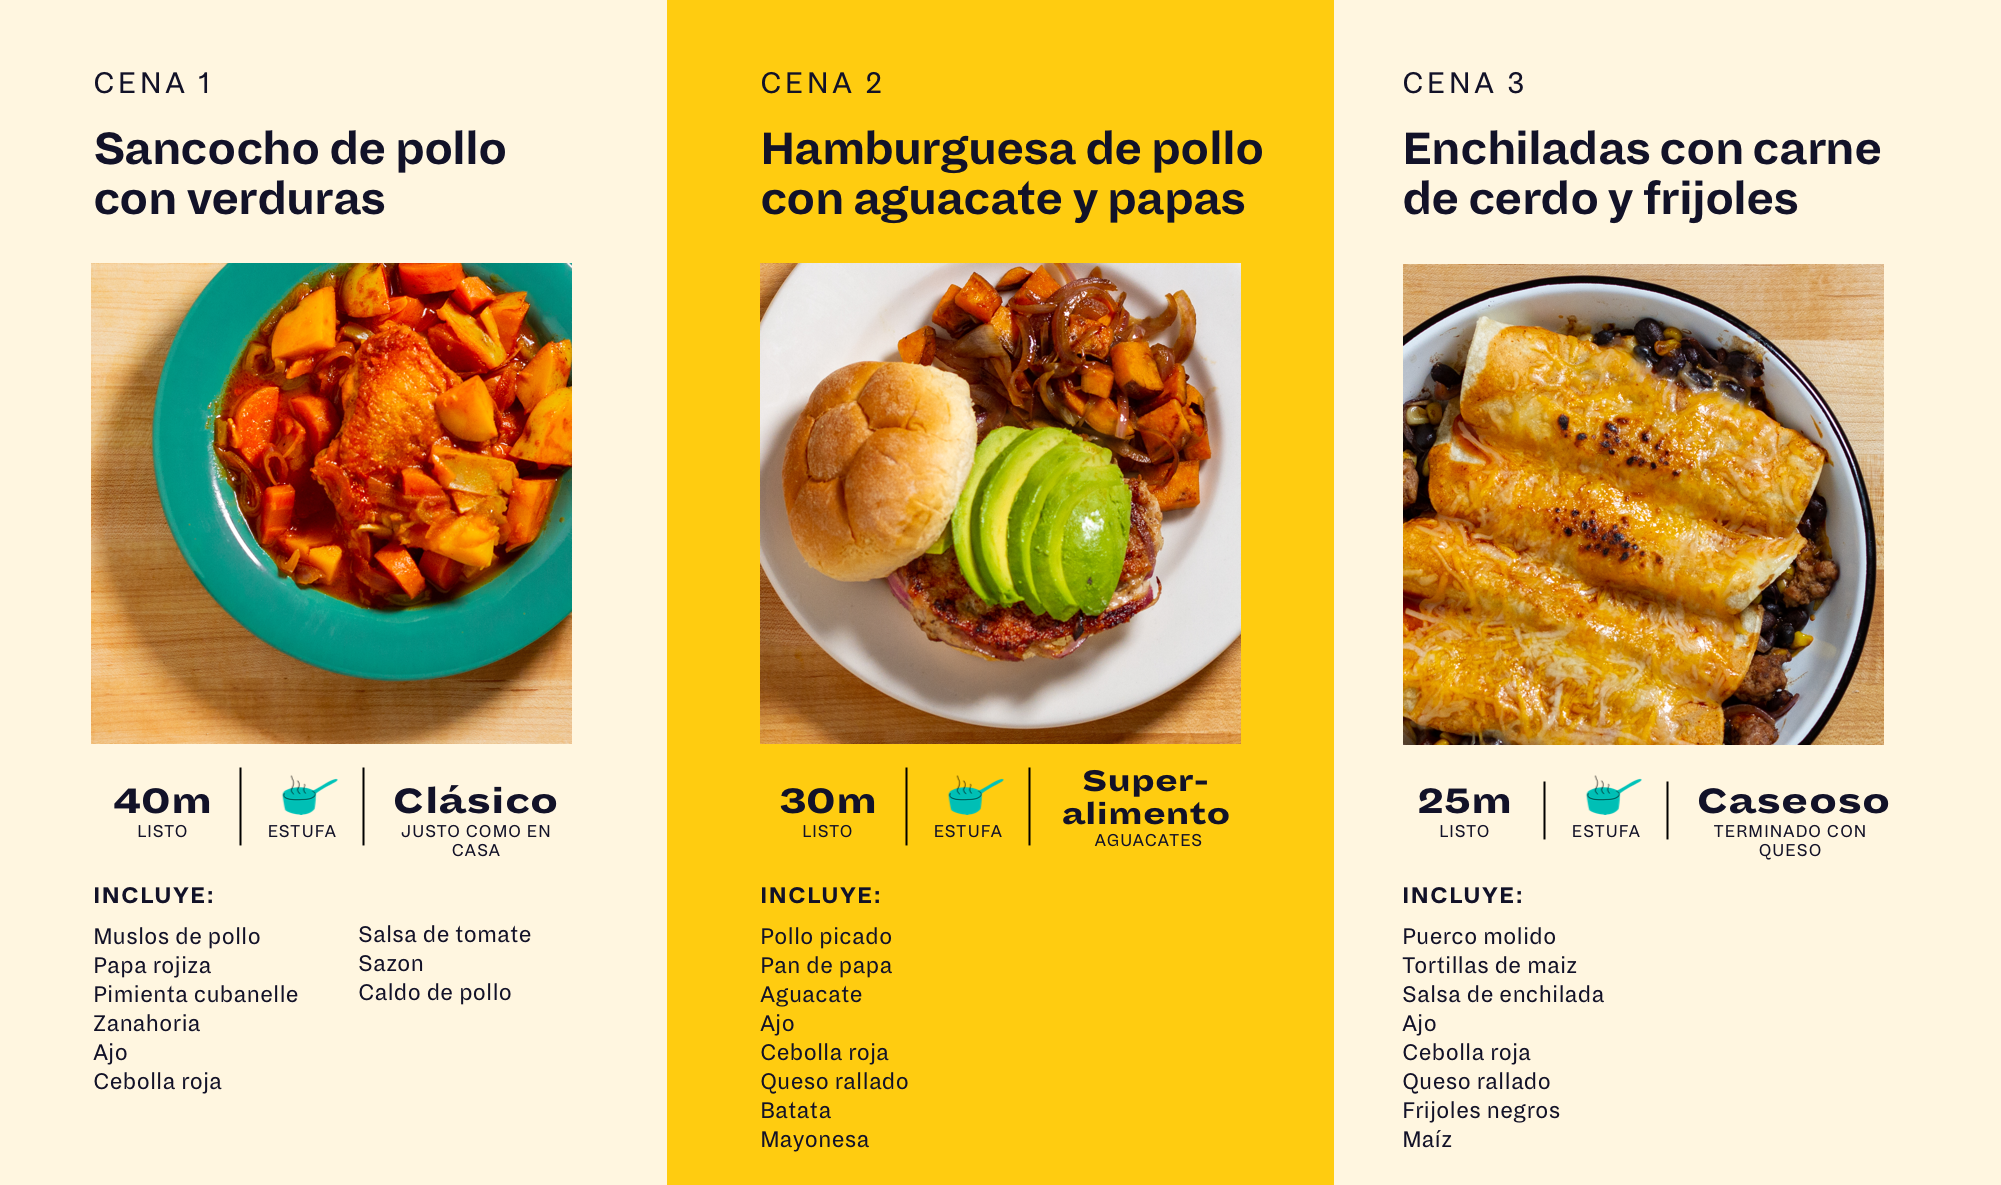 CENA 1
Sancocho de pollo
con verduras
40m
LISTO
ESTUFA
Clásico
JUSTO COMO EN
CASA
INCLUYE:
Muslos de pollo
Papa rojiza
Pimienta cubanelle
Zanahoria
Ajo
Cebolla roja
Salsa de tomate
Sazon
Caldo de pollo
CENA 2
Hamburguesa de pollo
con aguacate y papas
30m
LISTO
ESTUFA
Super-
alimento
AGUACATES
INCLUYE:
Pollo picado
Pan de papa
Aguacate
Ajo
Cebolla roja
Queso rallado
Batata
Mayonesa
CENA 3
Enchiladas con carne
de cerdo y frijoles
25m
LISTO
ESTUFA
Caseoso
TERMINADO CON
QUESO
INCLUYE:
Puerco molido
Tortillas de maiz
Salsa de enchilada
Ajo
Cebolla roja
Queso rallado
Frijoles negros
Maíz